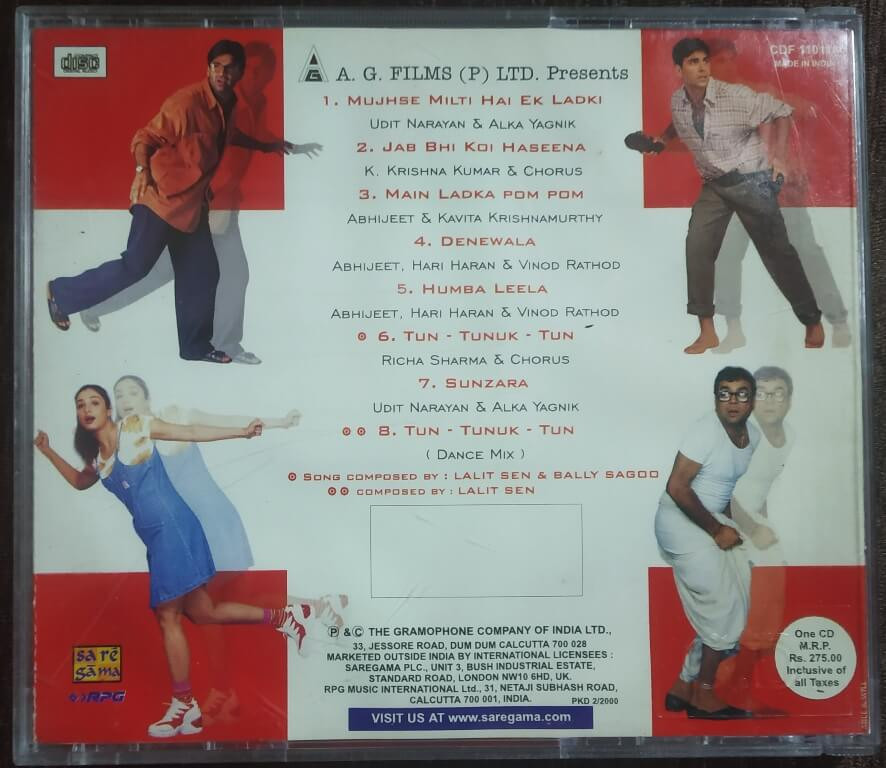 COMPACT
disc
DIGITAL AUDIO
AG
A. G. FILMS (P) LTD. Presents
CDF 110118
MADE IN INDIA
1. MUJHSE MILTI HAI EK LADKI
UDIT NARAYAN & ALKA YAGNIK
2. JAB BHI KOI HASEENA
K. KRISHNA KUMAR & CHORUS
3. MAIN LADKA POM POM
ABHIJEET & KAVITA KRISHNAMURTHY
4. DENEWALA
ABHIJEET, HARI HARAN & VINOD RATHOD
5. HUMBA LEELA
ABHIJEET, HARI HARAN & VINOD RATHOD
6. TUN - TUNUK - TUN
RICHA SHARMA & CHORUS
7. SUNZARA
UDIT NARAYAN & ALKA YAGNIK
8. TUN - TUNUK - TUN
( DANCE MIX )
SONG COMPOSED BY : LALIT SEN & BALLY SAGOO
COMPOSED BY : LALIT SEN
℗ & © THE GRAMOPHONE COMPANY OF INDIA LTD.,
33, JESSORE ROAD, DUM DUM CALCUTTA 700 028
MARKETED OUTSIDE INDIA BY INTERNATIONAL LICENSEES :
SAREGAMA PLC., UNIT 3, BUSH INDUSTRIAL ESTATE,
STANDARD ROAD, LONDON NW10 6HD, UK.
RPG MUSIC INTERNATIONAL Ltd., 31, NETAJI SUBHASH ROAD,
CALCUTTA 700 001, INDIA.
PKD 2/2000
VISIT US AT www.saregama.com
sa rē
gāma
RPG
One CD
M.R.P.
Rs. 275.00
Inclusive of
all Taxes